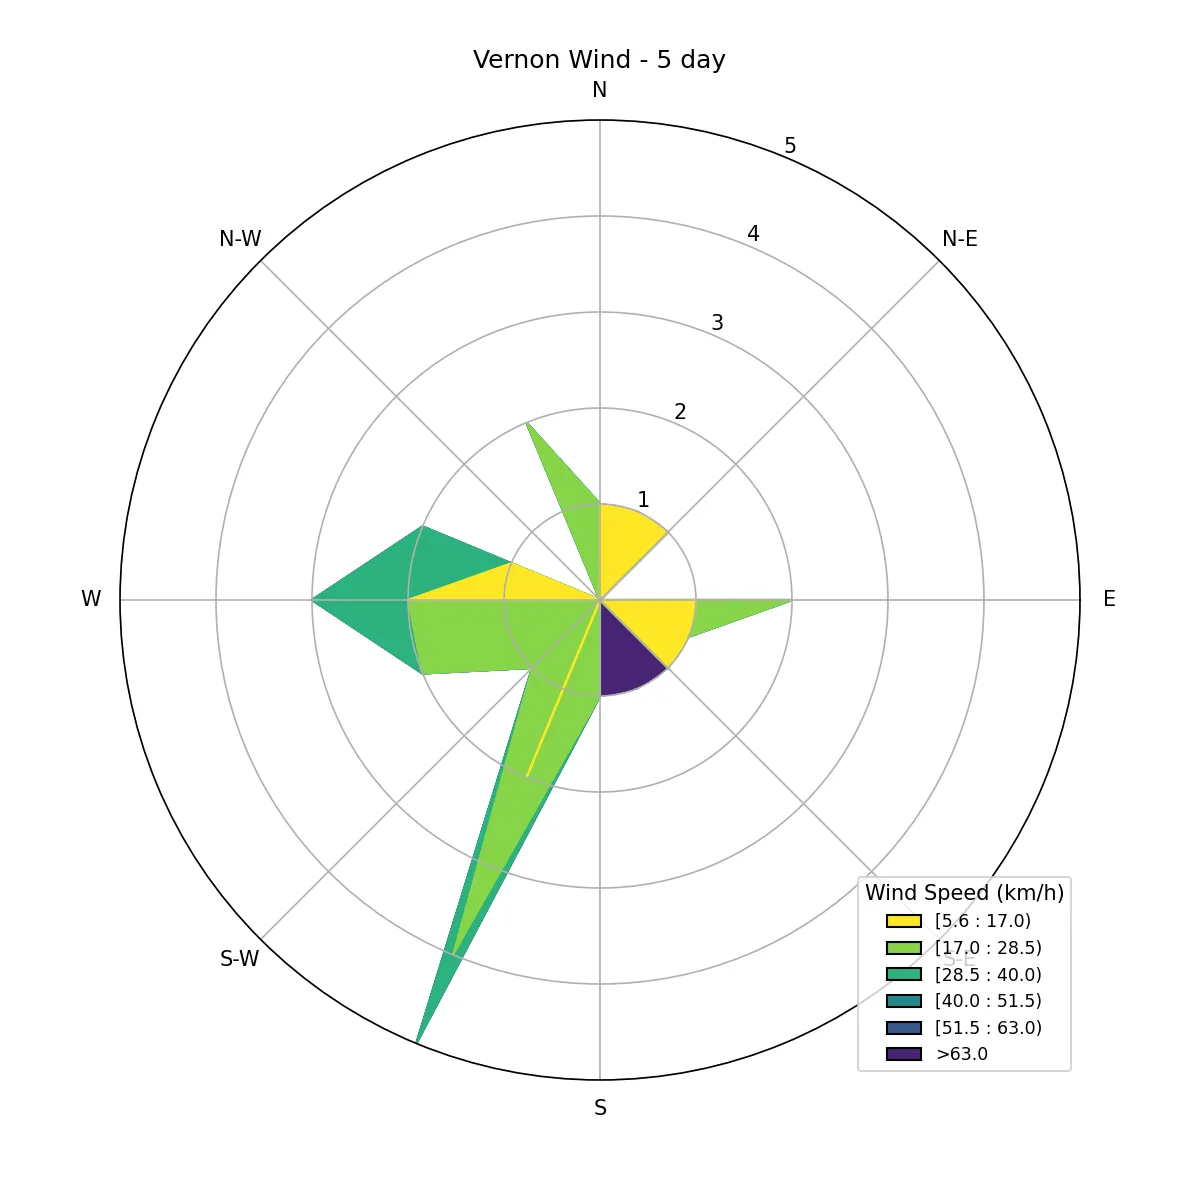 Vernon Wind - 5 day
N
5
N-W
N-E
4
3
2
1
W
E
S-W
S-E
S
Wind Speed (km/h)
[5.6 : 17.0)
[17.0 : 28.5)
[28.5 : 40.0)
[40.0 : 51.5)
[51.5 : 63.0)
>63.0